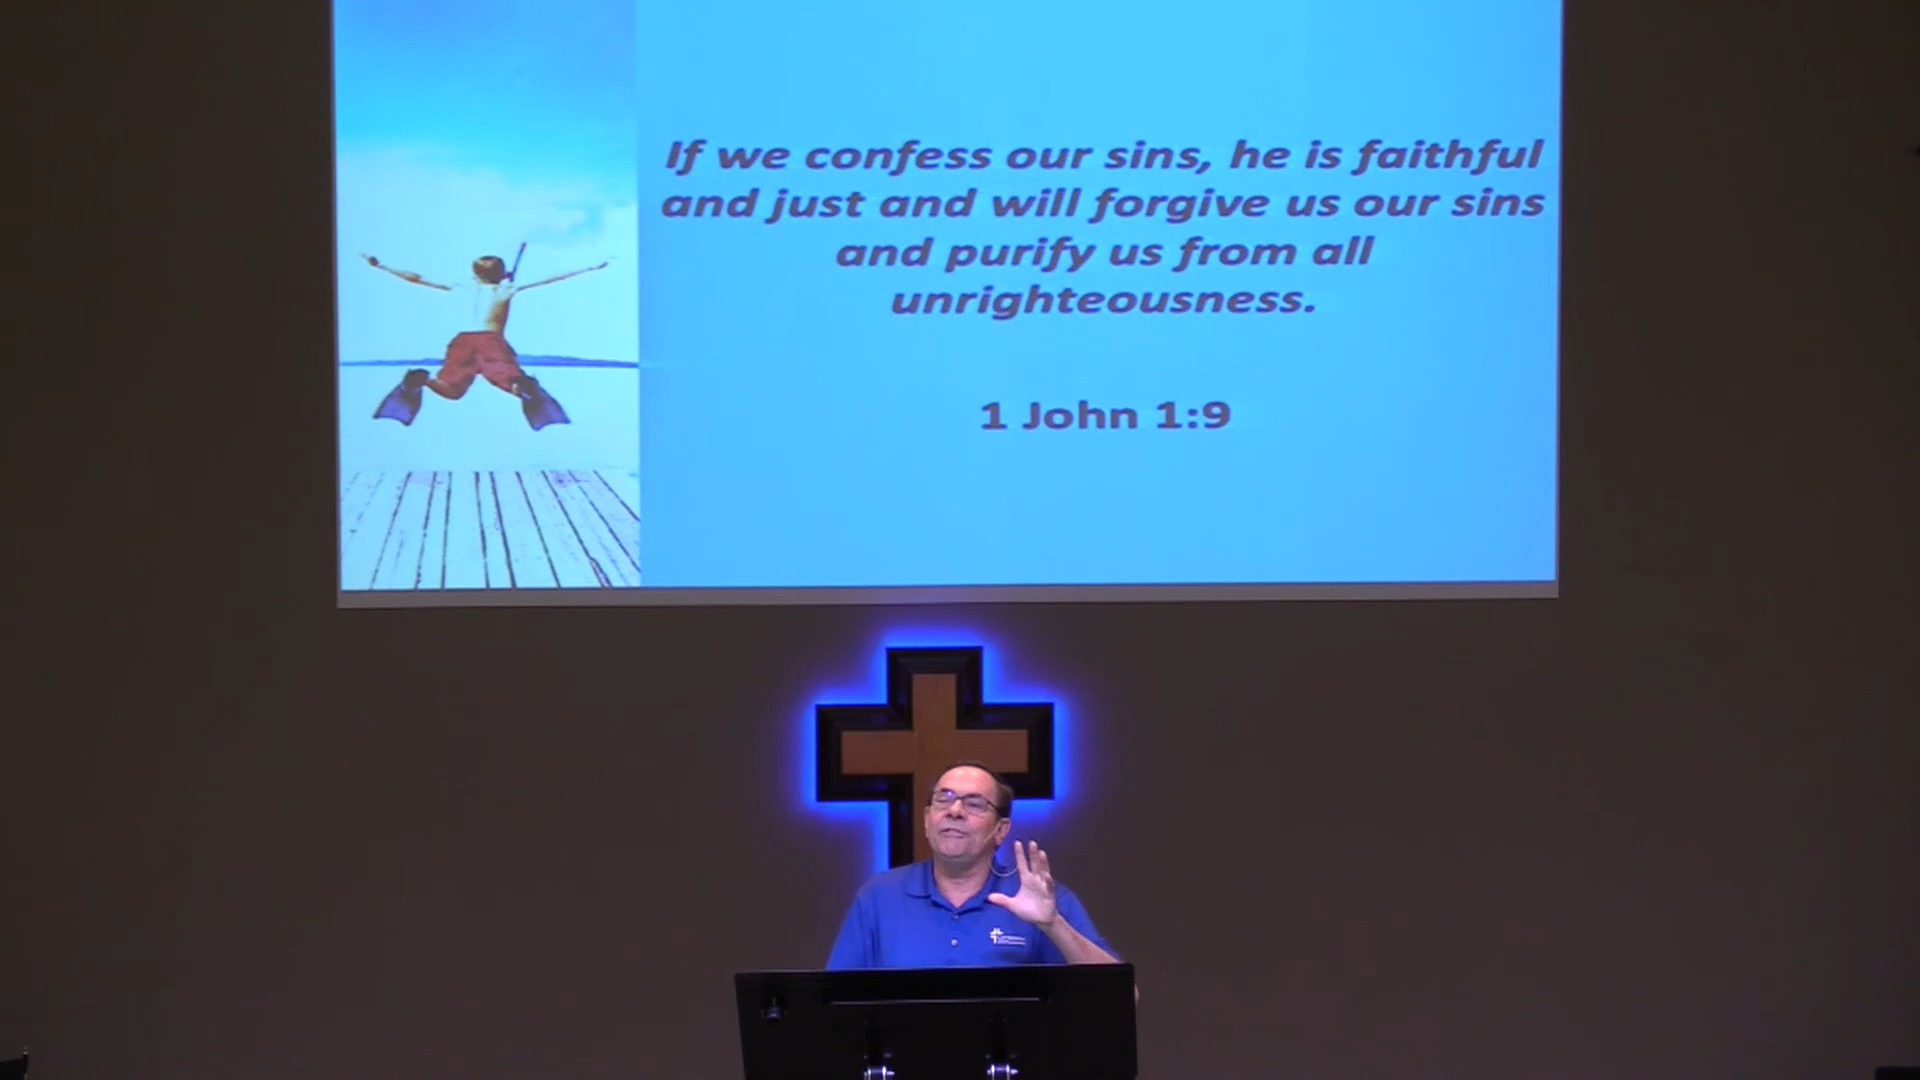 If we confess our sins, he is faithful
and just and will forgive us our sins
and purify us from all
unrighteousness.
1 John 1:9